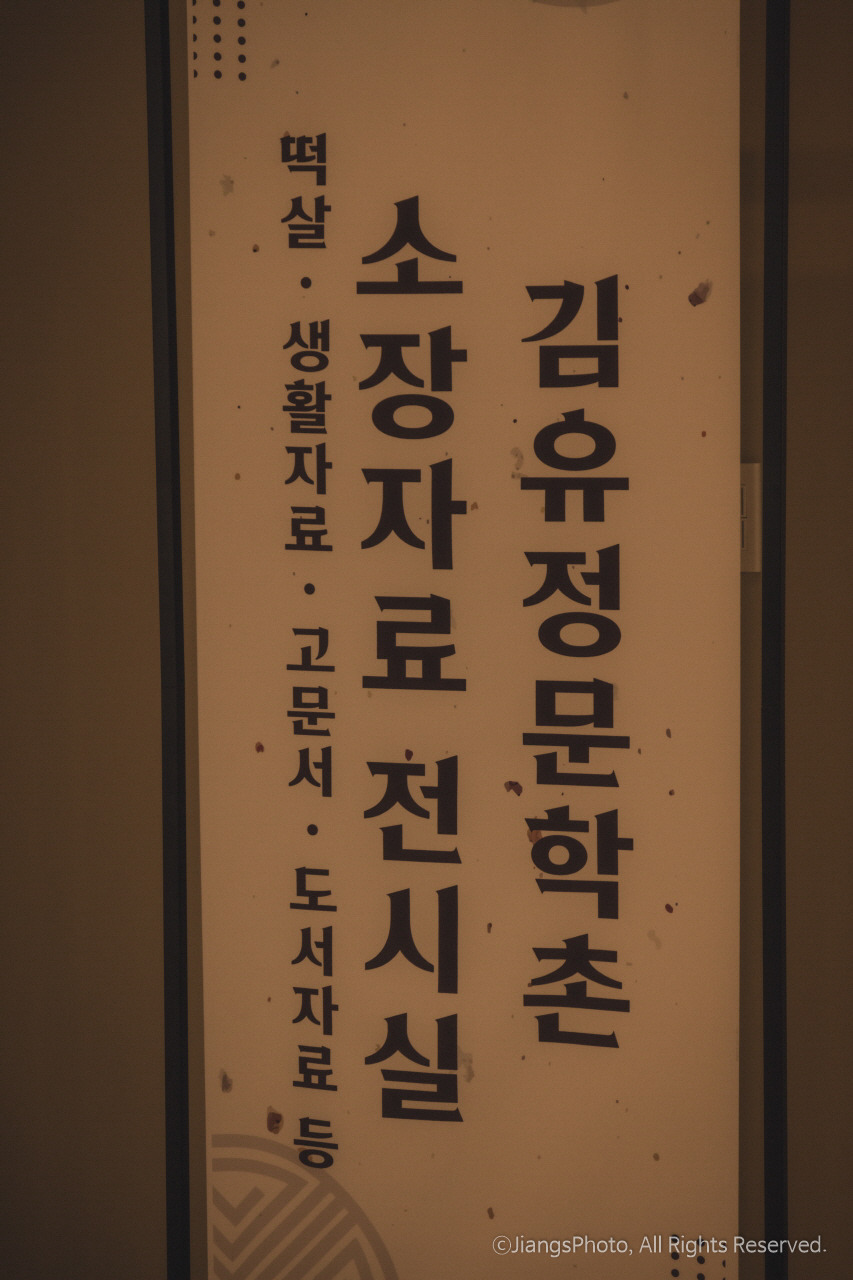 김유정문학촌
소장자료 전시실
떡살・생활자료・고문서・도서자료 등
©JiangsPhoto, All Rights Reserved.